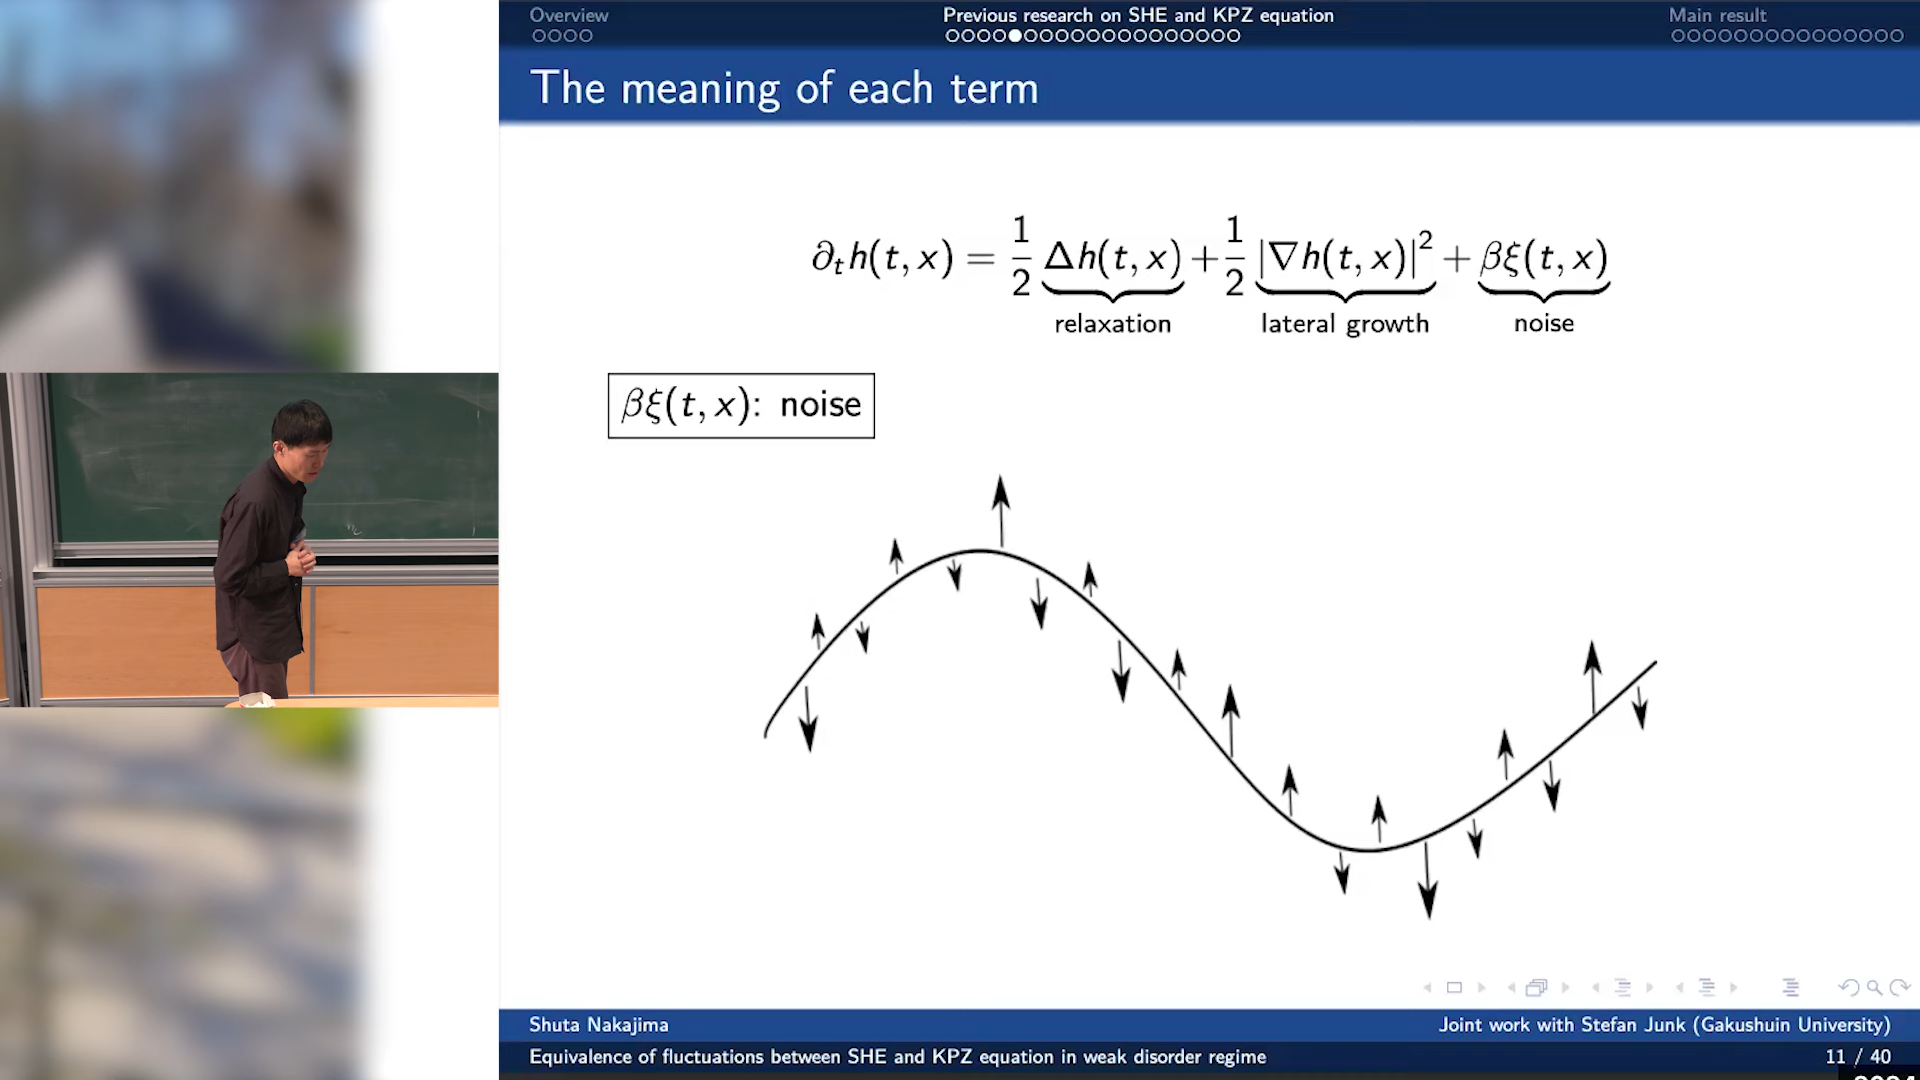 Overview
Previous research on SHE and KPZ equation
Main result
The meaning of each term
∂ₜh(t, x) = 1/2 Δh(t, x) + 1/2 |∇h(t, x)|² + βξ(t, x)
relaxation lateral growth noise
βξ(t, x): noise
Shuta Nakajima
Joint work with Stefan Junk (Gakushuin University)
Equivalence of fluctuations between SHE and KPZ equation in weak disorder regime
11 / 40